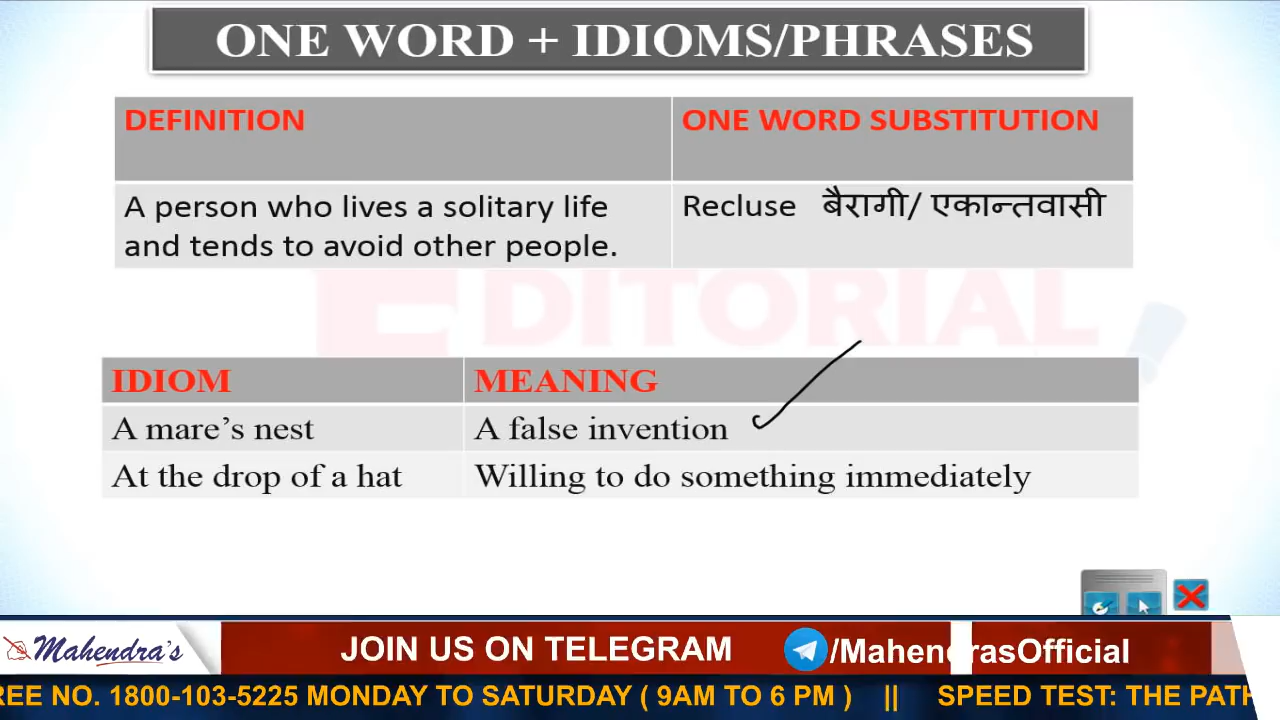 ONE WORD + IDIOMS/PHRASES
DEFINITION
ONE WORD SUBSTITUTION
A person who lives a solitary life
and tends to avoid other people.
Recluse बैरागी/ एकान्तवासी
EDITORIAL
IDIOM
MEANING
A mare's nest
A false invention
At the drop of a hat
Willing to do something immediately
Mahendra's
JOIN US ON TELEGRAM
/MahendrasOfficial
REE NO. 1800-103-5225 MONDAY TO SATURDAY ( 9AM TO 6 PM ) || SPEED TEST: THE PATH